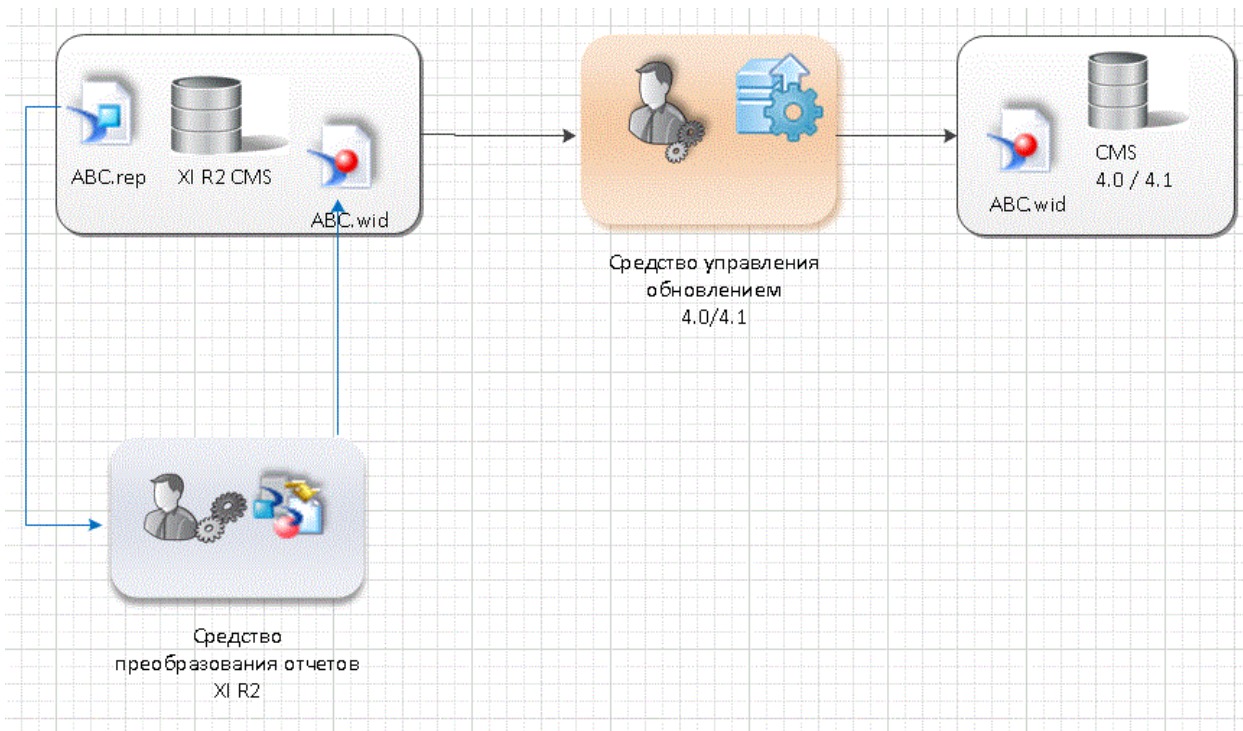 ABC.rep
XI R2 CMS
ABC.wid
Средство управления
обновлением
4.0/4.1
CMS
4.0 / 4.1
ABC.wid
Средство
преобразования отчетов
XI R2